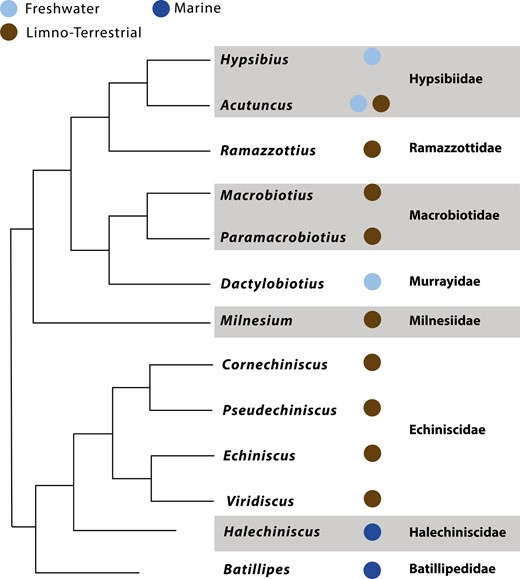 Freshwater Marine
Limno-Terrestrial
Hypsibius
Hypsibiidae
Acutuncus
Ramazzottius Ramazzottidae
Macrobiotius
Macrobiotidae
Paramacrobiotius
Dactylobiotius Murrayidae
Milnesium Milnesiidae
Cornechiniscus
Pseudechiniscus
Echiniscidae
Echiniscus
Viridiscus
Halechiniscus Halechiniscidae
Batillipes Batillipedidae